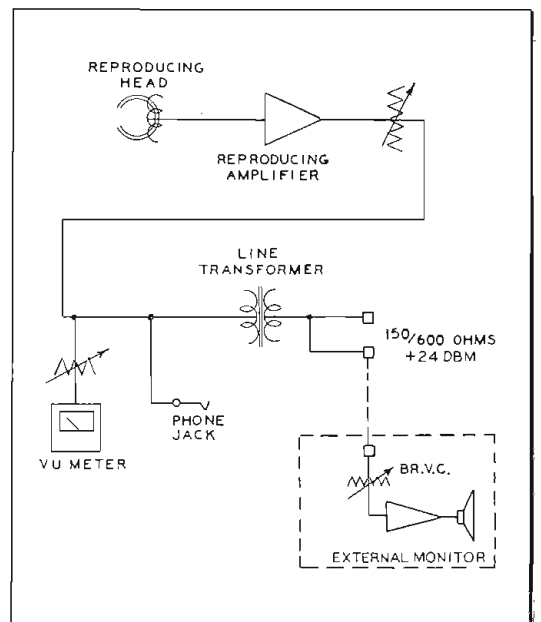 REPRODUCING
HEAD
REPRODUCING
AMPLIFIER
LINE
TRANSFORMER
150/600 OHMS
+24 DBM
PHONE
JACK
VU METER
BR.V.C.
EXTERNAL MONITOR